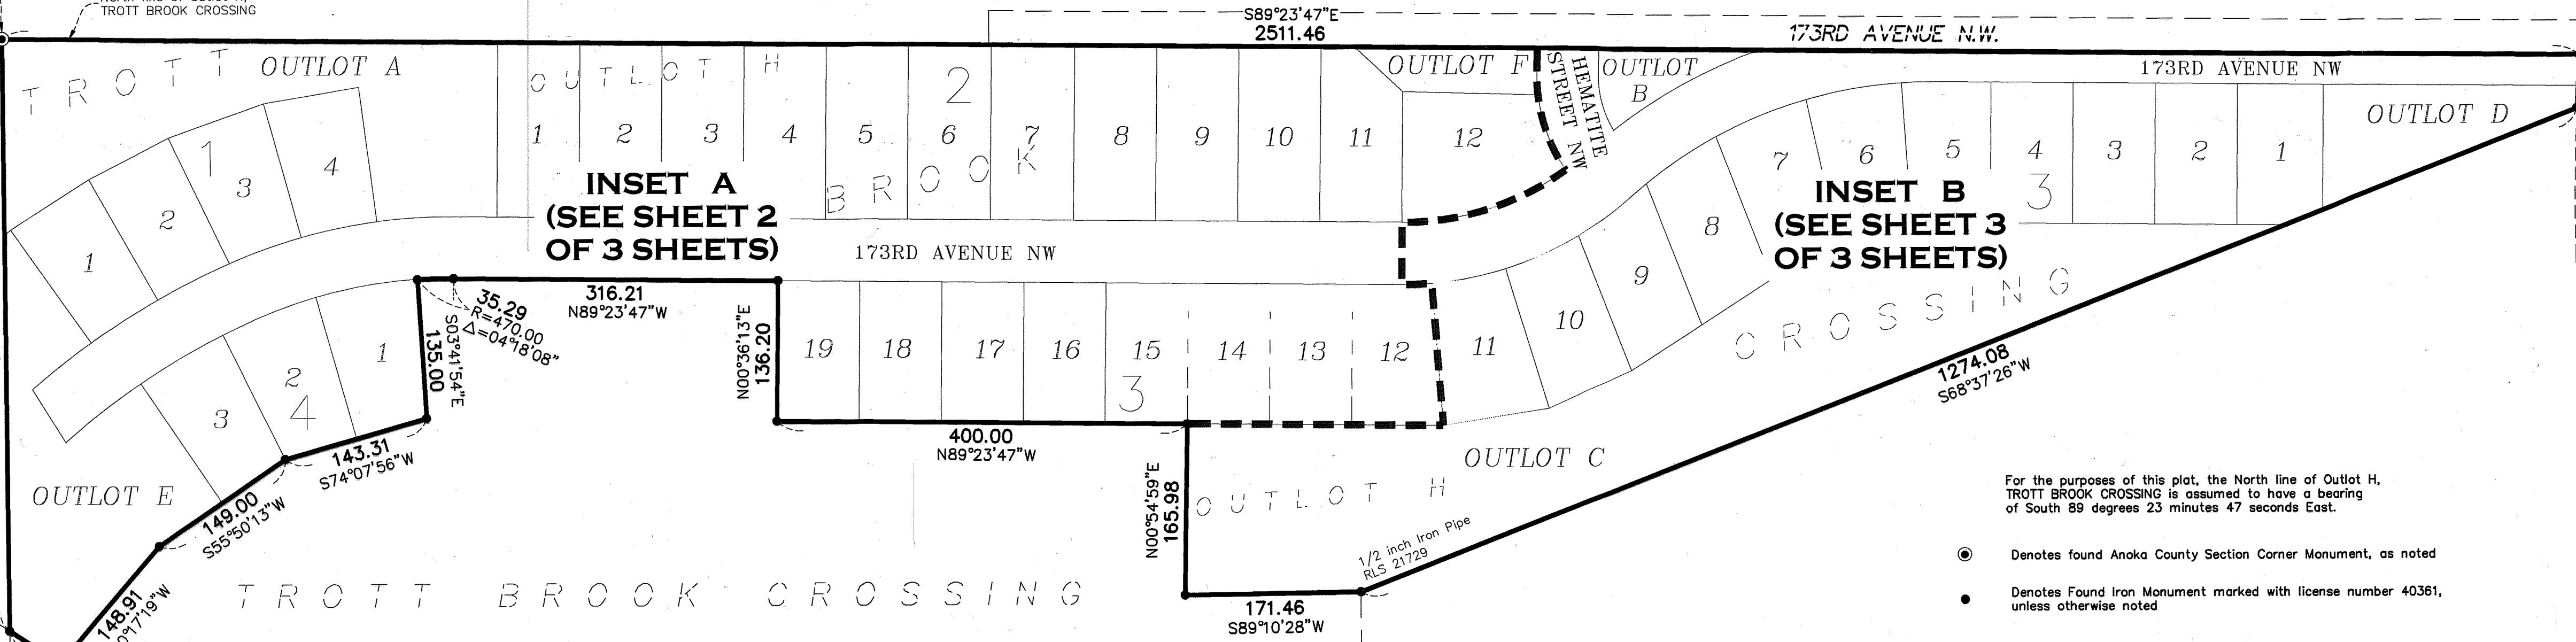 TROTT BROOK CROSSING
S89°23'47"E
2511.46
173RD AVENUE N.W.
TROTT
OUTLOT A
OUTLOT H
2
OUTLOT F
HEMATITE
STREET NW
OUTLOT
B
173RD AVENUE NW
OUTLOT D
1
2
3
4
5
6
7
8
9
10
11
12
7
6
5
4
3
2
1
3
1
1
2
3
4
BROOK
INSET A
(SEE SHEET 2
OF 3 SHEETS)
INSET B
(SEE SHEET 3
OF 3 SHEETS)
8
9
10
11
173RD AVENUE NW
CROSSING
35.29
R=470.00
Δ=04°18'08"
316.21
N89°23'47"W
N00°36'13"E
136.20
S03°41'54"E
135.00
1
2
3
4
19
18
17
16
15
14
13
12
3
1274.08
S68°37'26"W
400.00
N89°23'47"W
143.31
S74°07'56"W
OUTLOT C
OUTLOT E
149.00
S55°50'13"W
N00°54'59"E
165.98
OUTLOT H
1/2 inch Iron Pipe
RLS 21729
For the purposes of this plat, the North line of Outlot H,
TROTT BROOK CROSSING is assumed to have a bearing
of South 89 degrees 23 minutes 47 seconds East.
Denotes found Anoka County Section Corner Monument, as noted
Denotes Found Iron Monument marked with license number 40361,
unless otherwise noted
148.91
TROTT BROOK CROSSING
171.46
S89°10'28"W